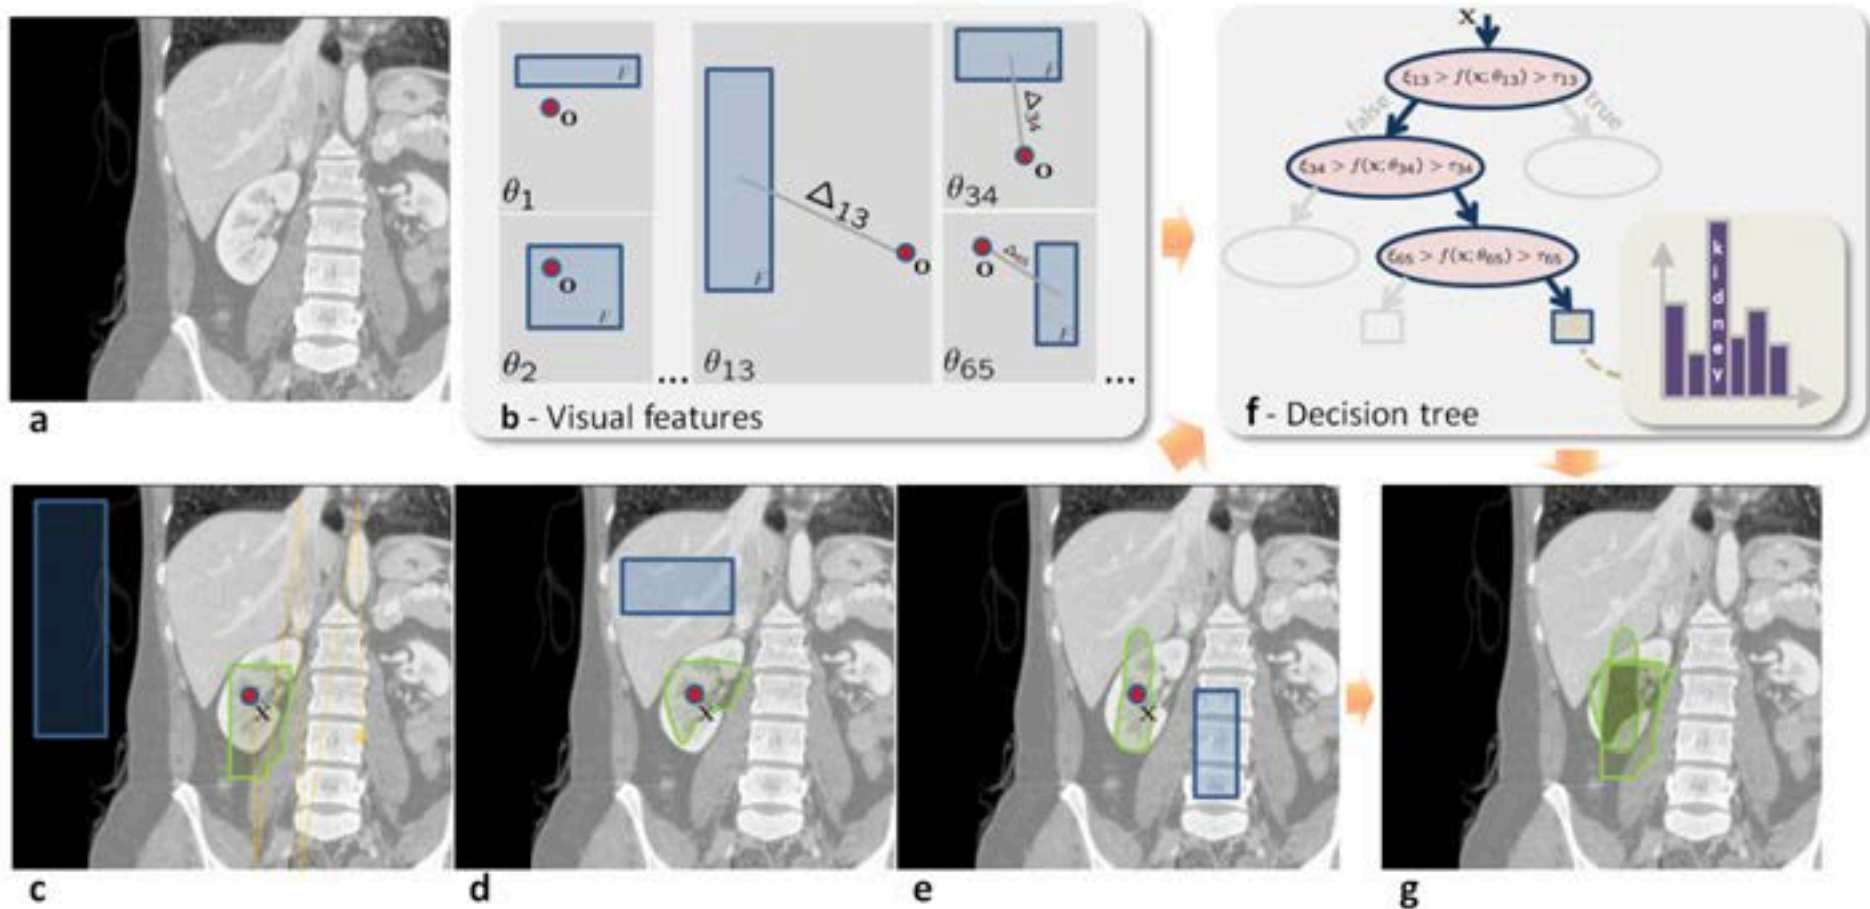 a
F
o
θ₁
F
o
θ₂
...
F
Δ₁₃
o
θ₁₃
F
Δ₃₄
o
θ₃₄
o
Δ₆₅
F
θ₆₅
...
b - Visual features
x
ξ₁₃ > f(x; θ₁₃) > τ₁₃
false
true
ξ₃₄ > f(x; θ₃₄) > τ₃₄
ξ₆₅ > f(x; θ₆₅) > τ₆₅
kidney
f - Decision tree
x
c
x
d
x
e
g